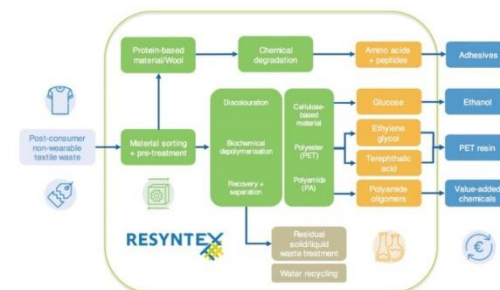 Protein-based
material/Wool
Chemical
degradation
Amino acids
+ peptides
Adhesives
Post-consumer
non-wearable
textile waste
Material sorting
+ pre-treatment
Discolouration
Biochemical
depolymerisation
Recovery +
separation
Cellulose-
based
material
Polyester
(PET)
Polyamide
(PA)
Glucose
Ethanol
Ethylene
glycol
Terephthalic
acid
PET resin
Polyamide
oligomers
Value-added
chemicals
RESYNTEX
Residual
solid/liquid
waste treatment
Water recycling
€